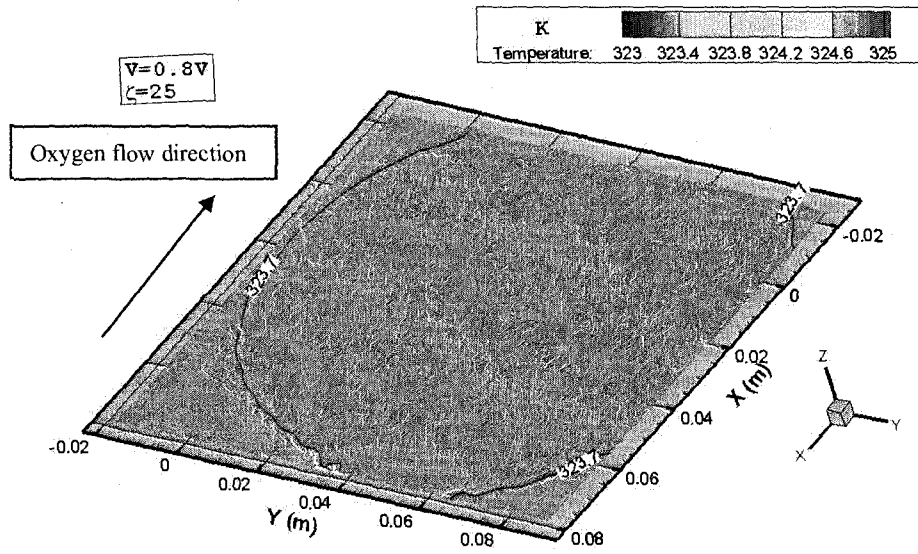 K
Temperature: 323 323.4 323.8 324.2 324.6 325
V=0.8V
ζ=25
Oxygen flow direction
323.7
323.7
323.7
-0.02
0
0.02
0.04
0.06
0.08
X (m)
-0.02
0
0.02
0.04
0.06
0.08
Y (m)
Z
Y
X